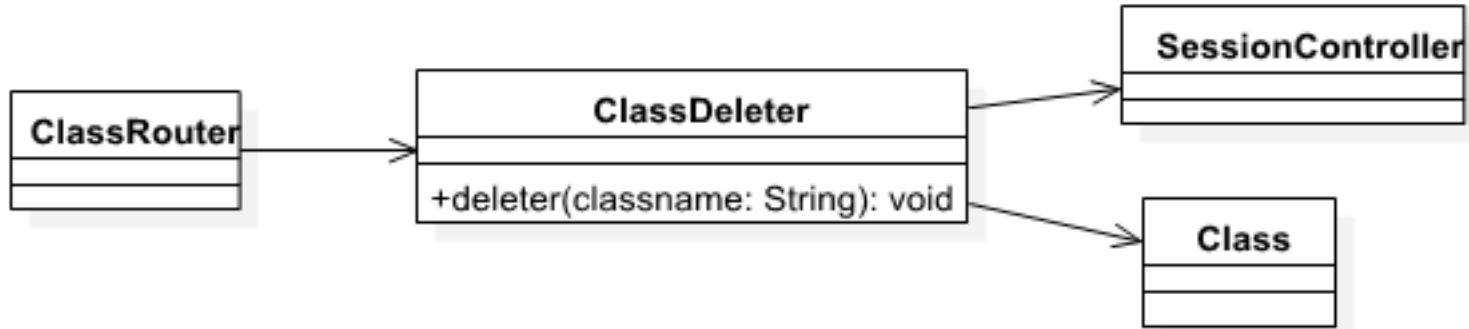 SessionController
ClassRouter
ClassDeleter
+deleter(classname: String): void
Class